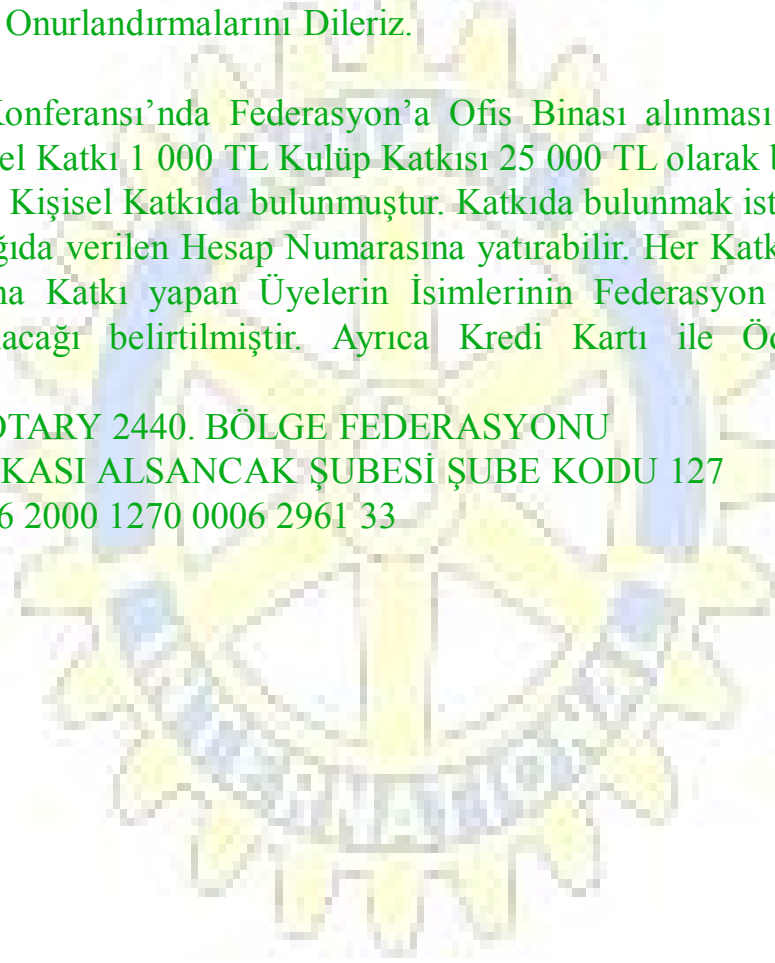 Onurlandırmalarını Dileriz.
Konferansı’nda Federasyon’a Ofis Binası alınması
el Katkı 1 000 TL Kulüp Katkısı 25 000 TL olarak b
Kişisel Katkıda bulunmuştur. Katkıda bulunmak ist
ğıda verilen Hesap Numarasına yatırabilir. Her Katk
na Katkı yapan Üyelerin İsimlerinin Federasyon
lacağı belirtilmiştir. Ayrıca Kredi Kartı ile Öd
OTARY 2440. BÖLGE FEDERASYONU
KASI ALSANCAK ŞUBESİ ŞUBE KODU 127
6 2000 1270 0006 2961 33